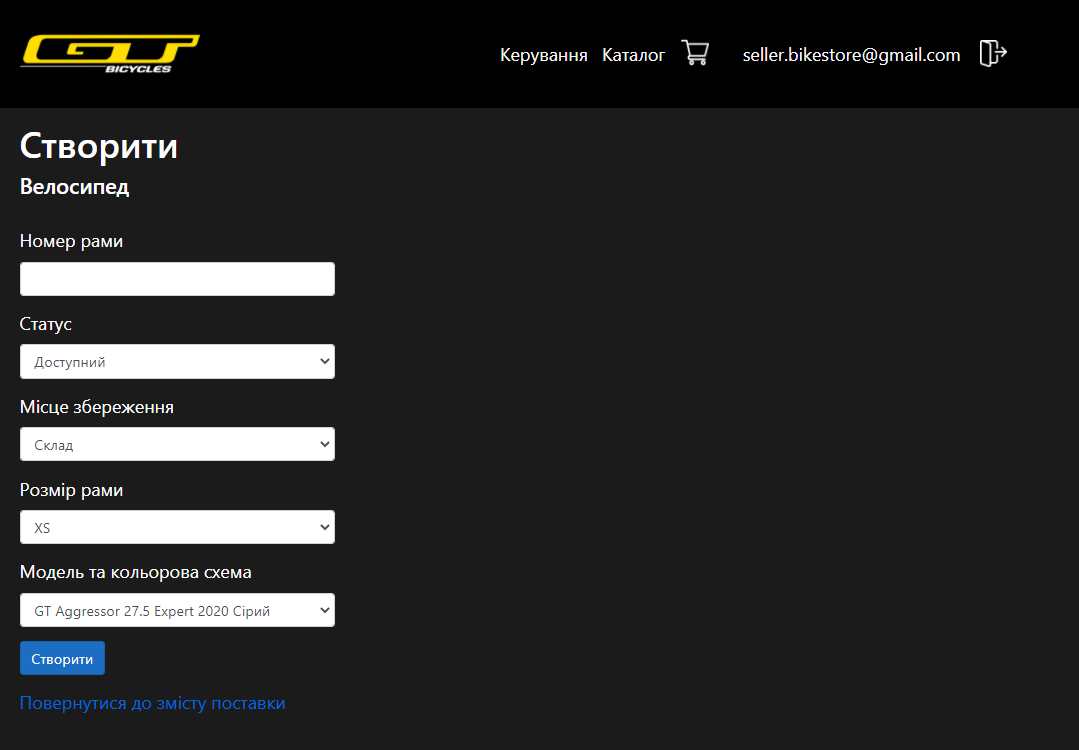 GT
BICYCLES
Керування Каталог seller.bikestore@gmail.com
Створити
Велосипед
Номер рами
Статус
Доступний
Місце збереження
Склад
Розмір рами
XS
Модель та кольорова схема
GT Aggressor 27.5 Expert 2020 Сірий
Створити
Повернутися до змісту поставки